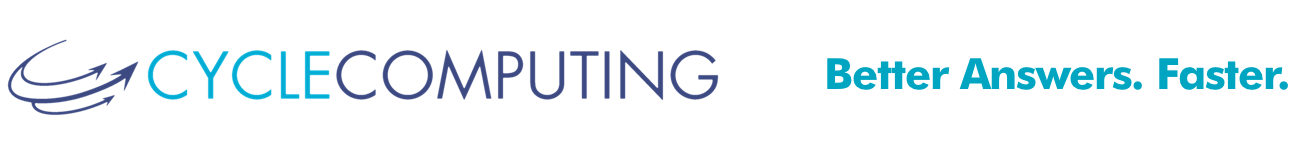 CYCLECOMPUTING
Better Answers. Faster.